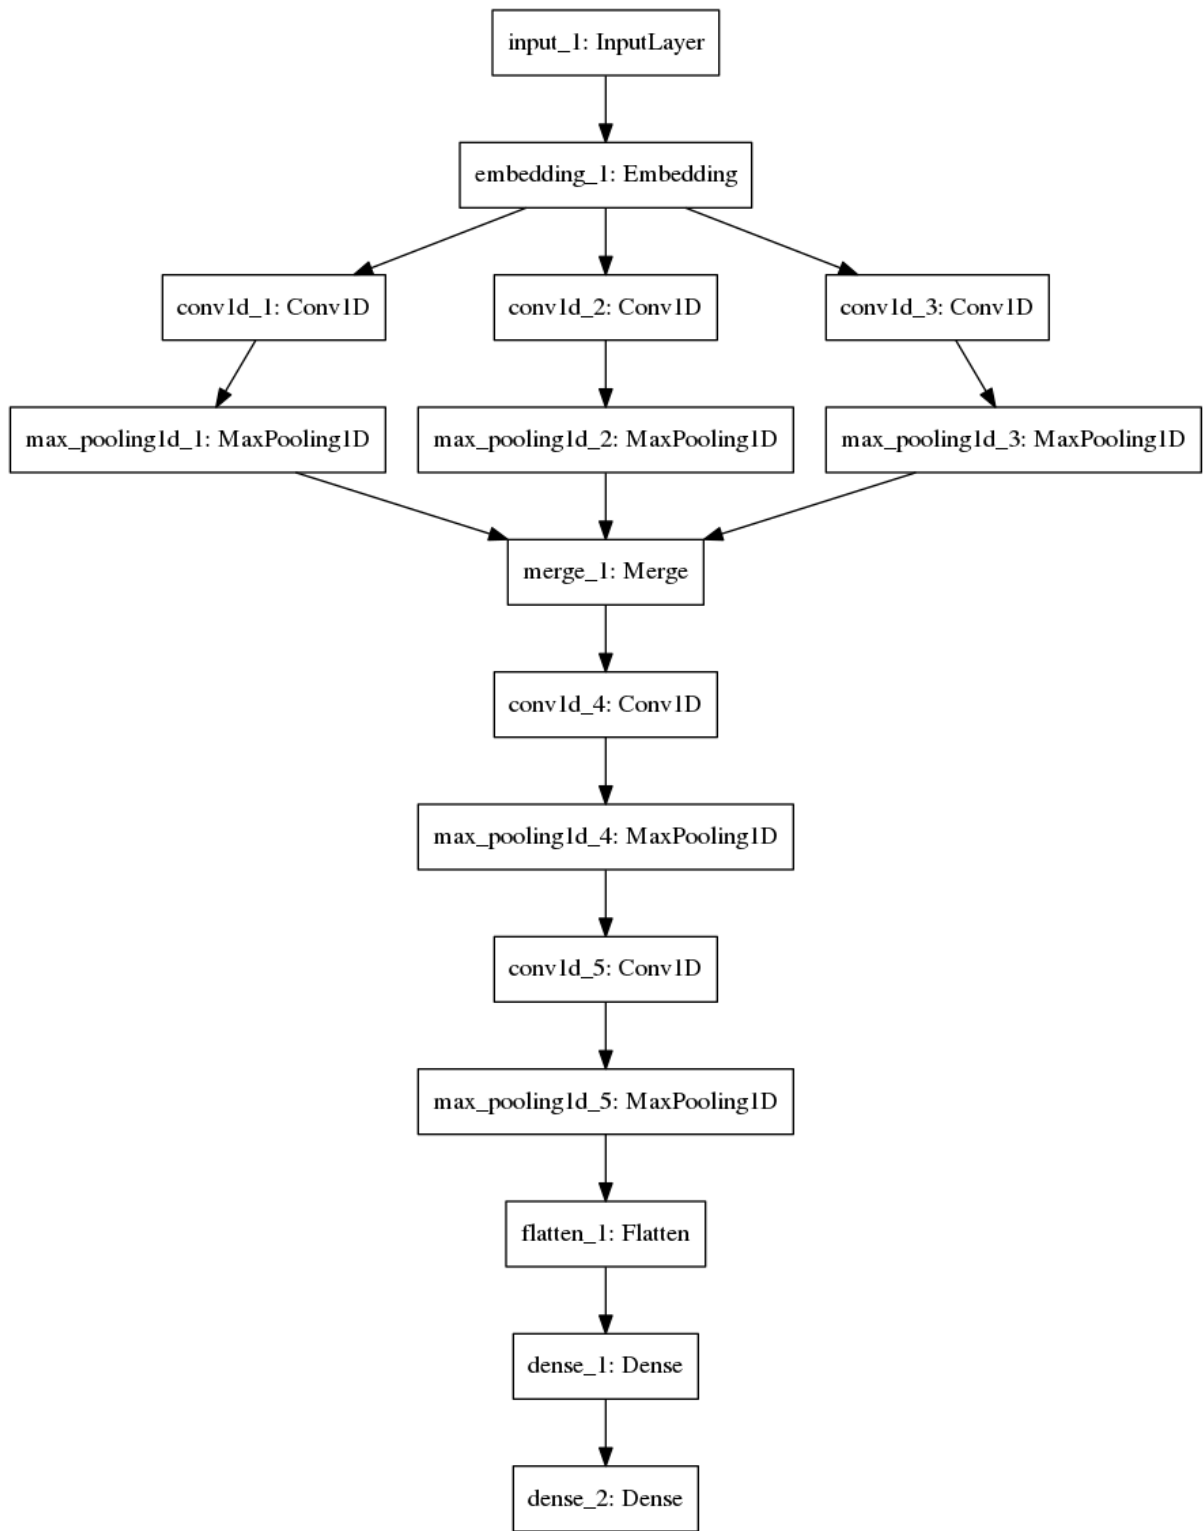 input_1: InputLayer
embedding_1: Embedding
conv1d_1: Conv1D
conv1d_2: Conv1D
conv1d_3: Conv1D
max_pooling1d_1: MaxPooling1D
max_pooling1d_2: MaxPooling1D
max_pooling1d_3: MaxPooling1D
merge_1: Merge
conv1d_4: Conv1D
max_pooling1d_4: MaxPooling1D
conv1d_5: Conv1D
max_pooling1d_5: MaxPooling1D
flatten_1: Flatten
dense_1: Dense
dense_2: Dense